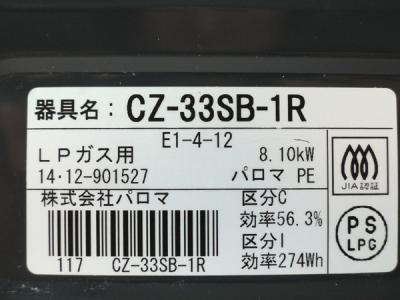 器具名: CZ-33SB-1R
E1-4-12
LPガス用 8.10kW
14・12-901527 パロマ PE
株式会社パロマ 区分C
効率56.3%
区分I
効率274Wh
117 CZ-33SB-1R
JIA認証
PS
LPG